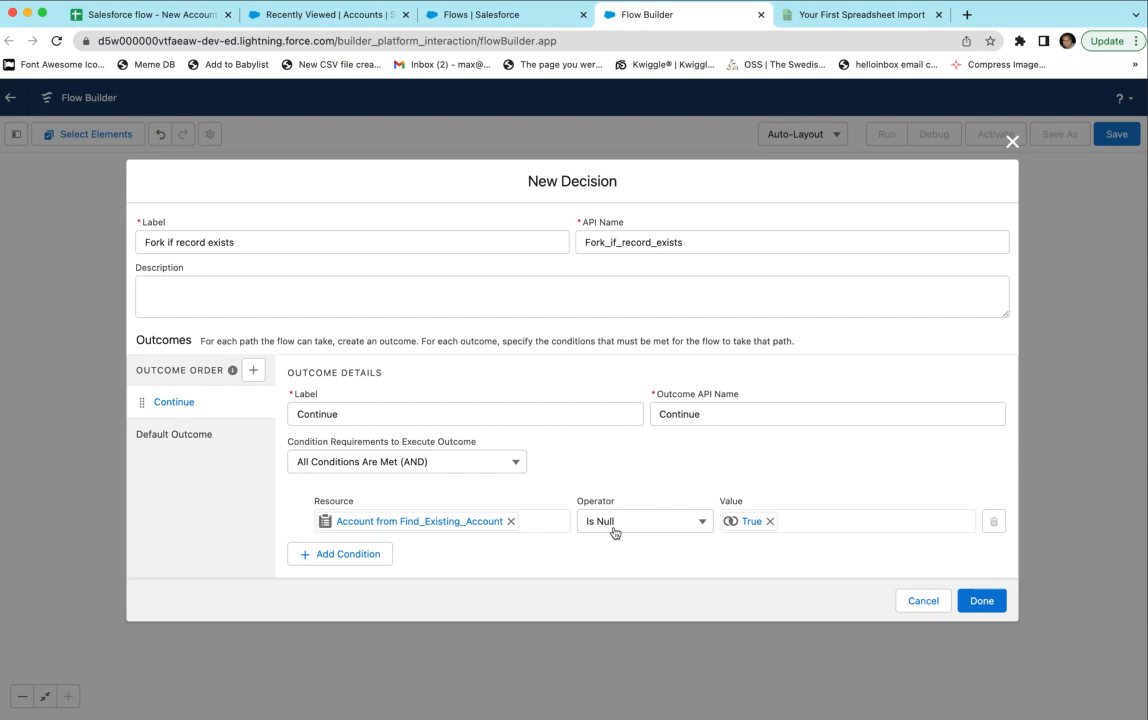 Salesforce flow - New Account
Recently Viewed | Accounts | S
Flows | Salesforce
Flow Builder
Your First Spreadsheet Import
d5w000000vtfaeaw-dev-ed.lightning.force.com/builder_platform_interaction/flowBuilder.app
Update
Font Awesome Ico...
Meme DB
Add to Babylist
New CSV file crea...
Inbox (2) - max@...
The page you wer...
Kwiggle® | Kwiggl...
OSS | The Swedis...
helloinbox email c...
Compress Image...
»
Flow Builder
?
Select Elements
Auto-Layout
Run
Debug
Activate
Save As
Save
New Decision
* Label
* API Name
Fork if record exists
Fork_if_record_exists
Description
Outcomes For each path the flow can take, create an outcome. For each outcome, specify the conditions that must be met for the flow to take that path.
OUTCOME ORDER
OUTCOME DETAILS
Continue
Default Outcome
* Label
* Outcome API Name
Continue
Continue
Condition Requirements to Execute Outcome
All Conditions Are Met (AND)
Resource
Operator
Value
Account from Find_Existing_Account
Is Null
True
+ Add Condition
Cancel
Done